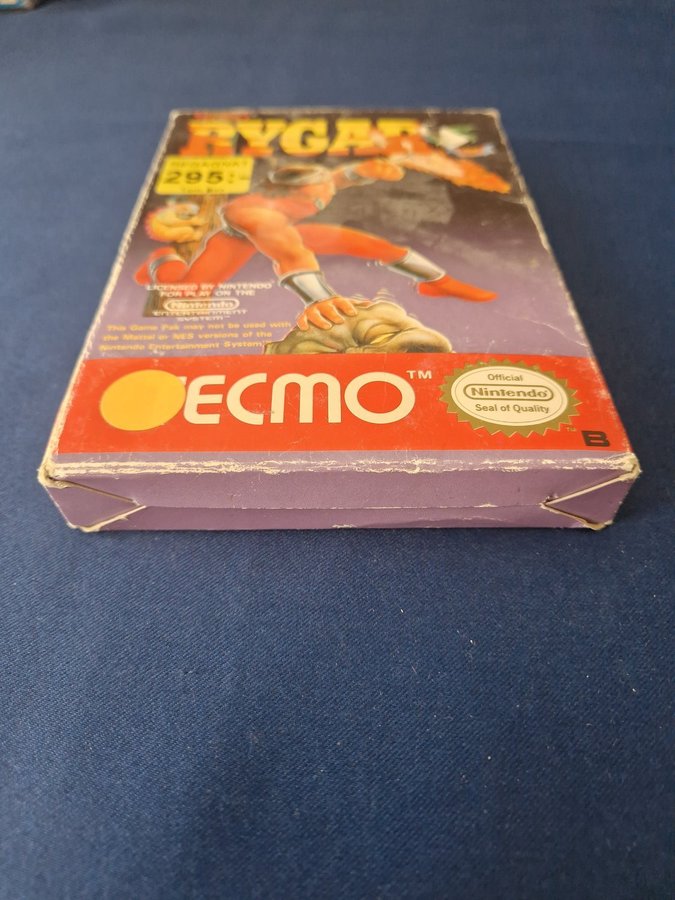 RYGAR
295:-
LICENSED BY NINTENDO
FOR PLAY ON THE
Nintendo
ENTERTAINMENT
SYSTEM
This Game Pak may not be used with
the Mattel or NES versions of the
Nintendo Entertainment System.
TECMO™
Official
Nintendo
Seal of Quality
TM
B